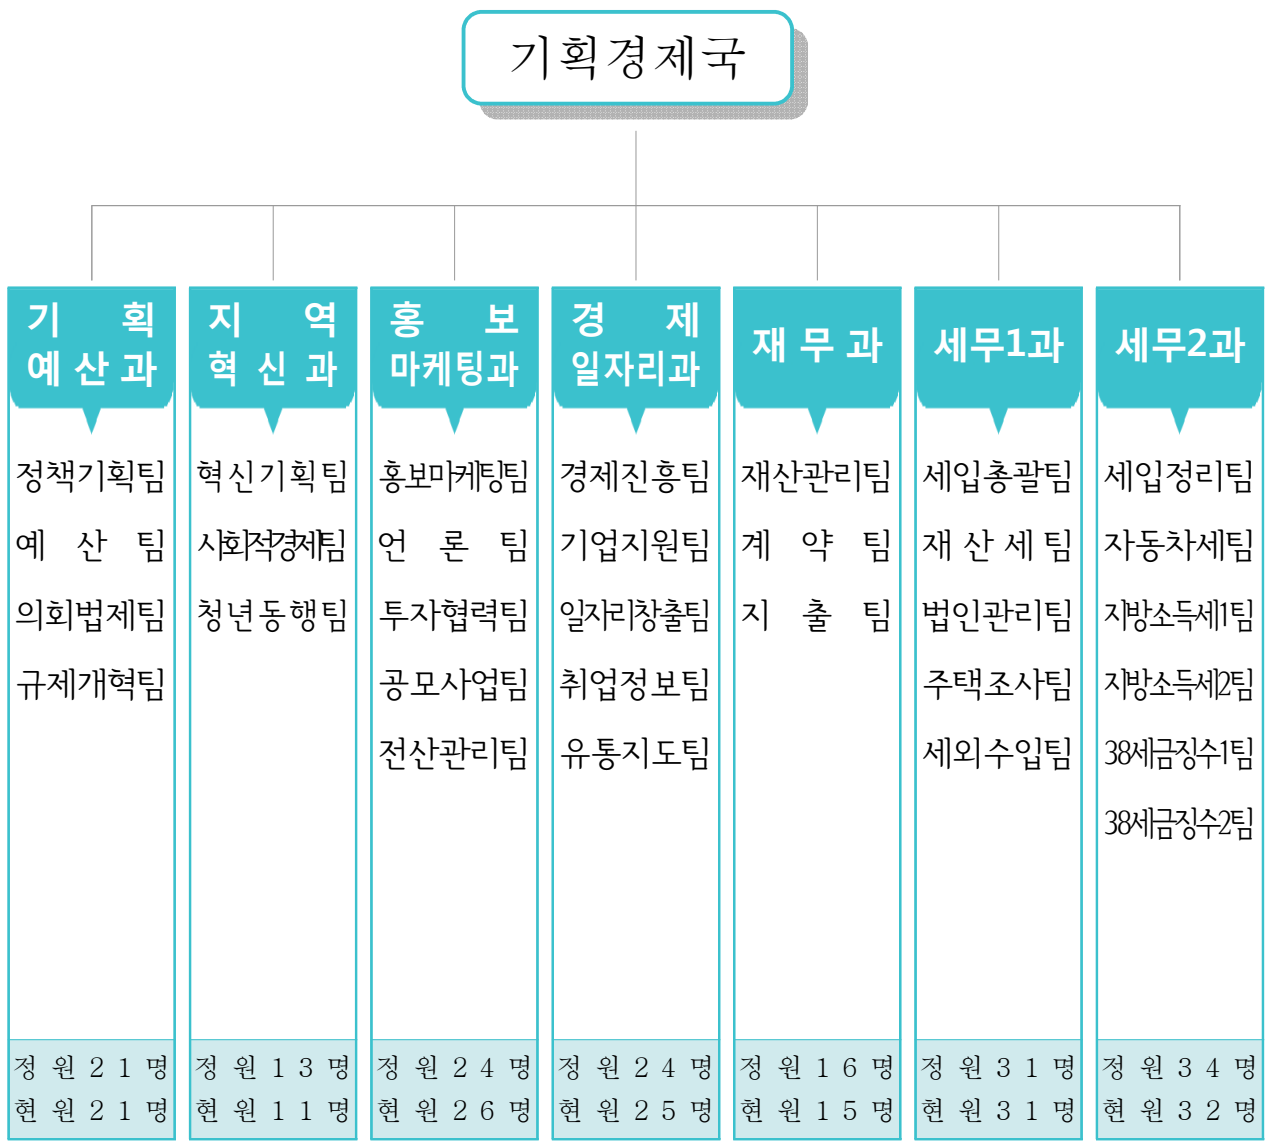 기획경제국
기 획
예 산 과
정책기획팀
예 산 팀
의회법제팀
규제개혁팀
정 원 2 1 명
현 원 2 1 명
지 역
혁 신 과
혁신기획팀
사회적경제팀
청년동행팀
정 원 1 3 명
현 원 1 1 명
홍 보
마케팅과
홍보마케팅팀
언 론 팀
투자협력팀
공모사업팀
전산관리팀
정 원 2 4 명
현 원 2 6 명
경 제
일자리과
경제진흥팀
기업지원팀
일자리창출팀
취업정보팀
유통지도팀
정 원 2 4 명
현 원 2 5 명
재 무 과
재산관리팀
계 약 팀
지 출 팀
정 원 1 6 명
현 원 1 5 명
세무1과
세입총괄팀
재 산 세 팀
법인관리팀
주택조사팀
세외수입팀
정 원 3 1 명
현 원 3 1 명
세무2과
세입정리팀
자동차세팀
지방소득세1팀
지방소득세2팀
38세금징수1팀
38세금징수2팀
정 원 3 4 명
현 원 3 2 명